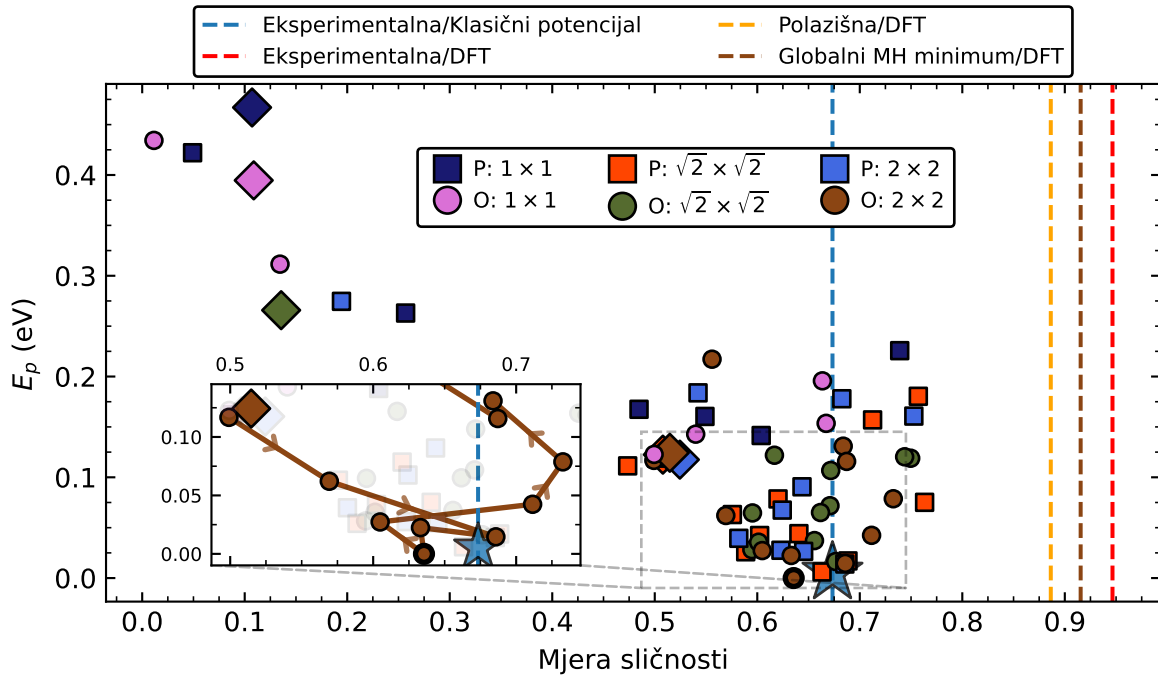 Eksperimentalna/Klasični potencijal
Polazišna/DFT
Eksperimentalna/DFT
Globalni MH minimum/DFT
P: 1 × 1
P: √2 × √2
P: 2 × 2
O: 1 × 1
O: √2 × √2
O: 2 × 2
E_p (eV)
0.4
0.3
0.2
0.1
0.0
0.5 0.6 0.7
0.10
0.05
0.00
0.0 0.1 0.2 0.3 0.4 0.5 0.6 0.7 0.8 0.9
Mjera sličnosti